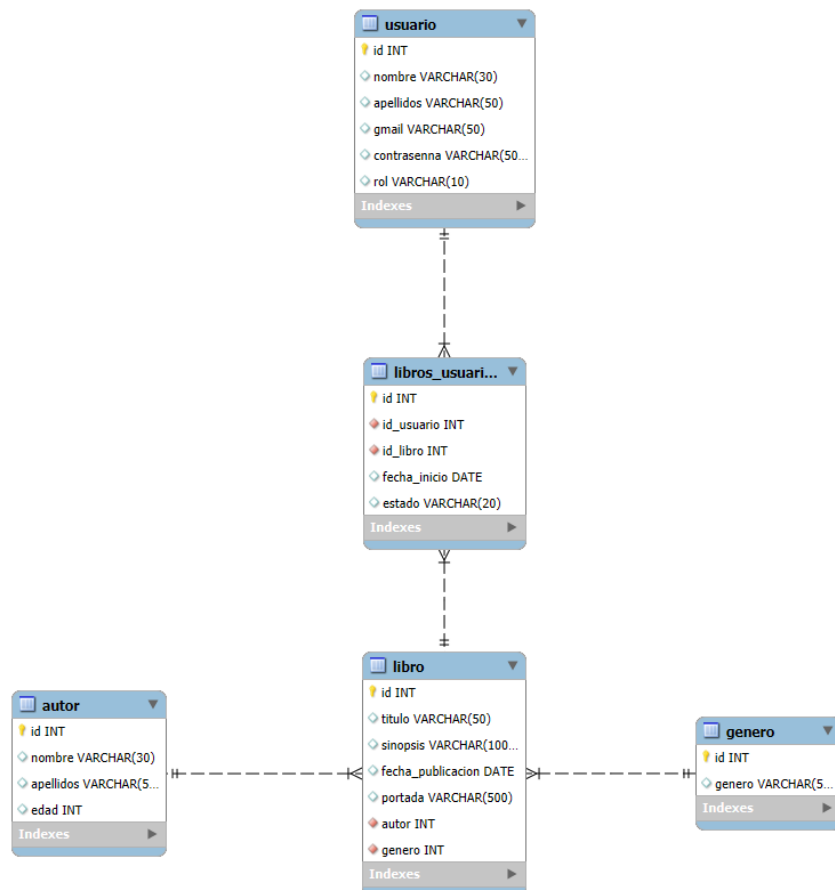 usuario
id INT
nombre VARCHAR(30)
apellidos VARCHAR(50)
gmail VARCHAR(50)
contrasenna VARCHAR(50...
rol VARCHAR(10)
Indexes
libros_usuari...
id INT
id_usuario INT
id_libro INT
fecha_inicio DATE
estado VARCHAR(20)
Indexes
libro
id INT
titulo VARCHAR(50)
sinopsis VARCHAR(100...
fecha_publicacion DATE
portada VARCHAR(500)
autor INT
genero INT
Indexes
autor
id INT
nombre VARCHAR(30)
apellidos VARCHAR(5...
edad INT
Indexes
genero
id INT
genero VARCHAR(5...
Indexes